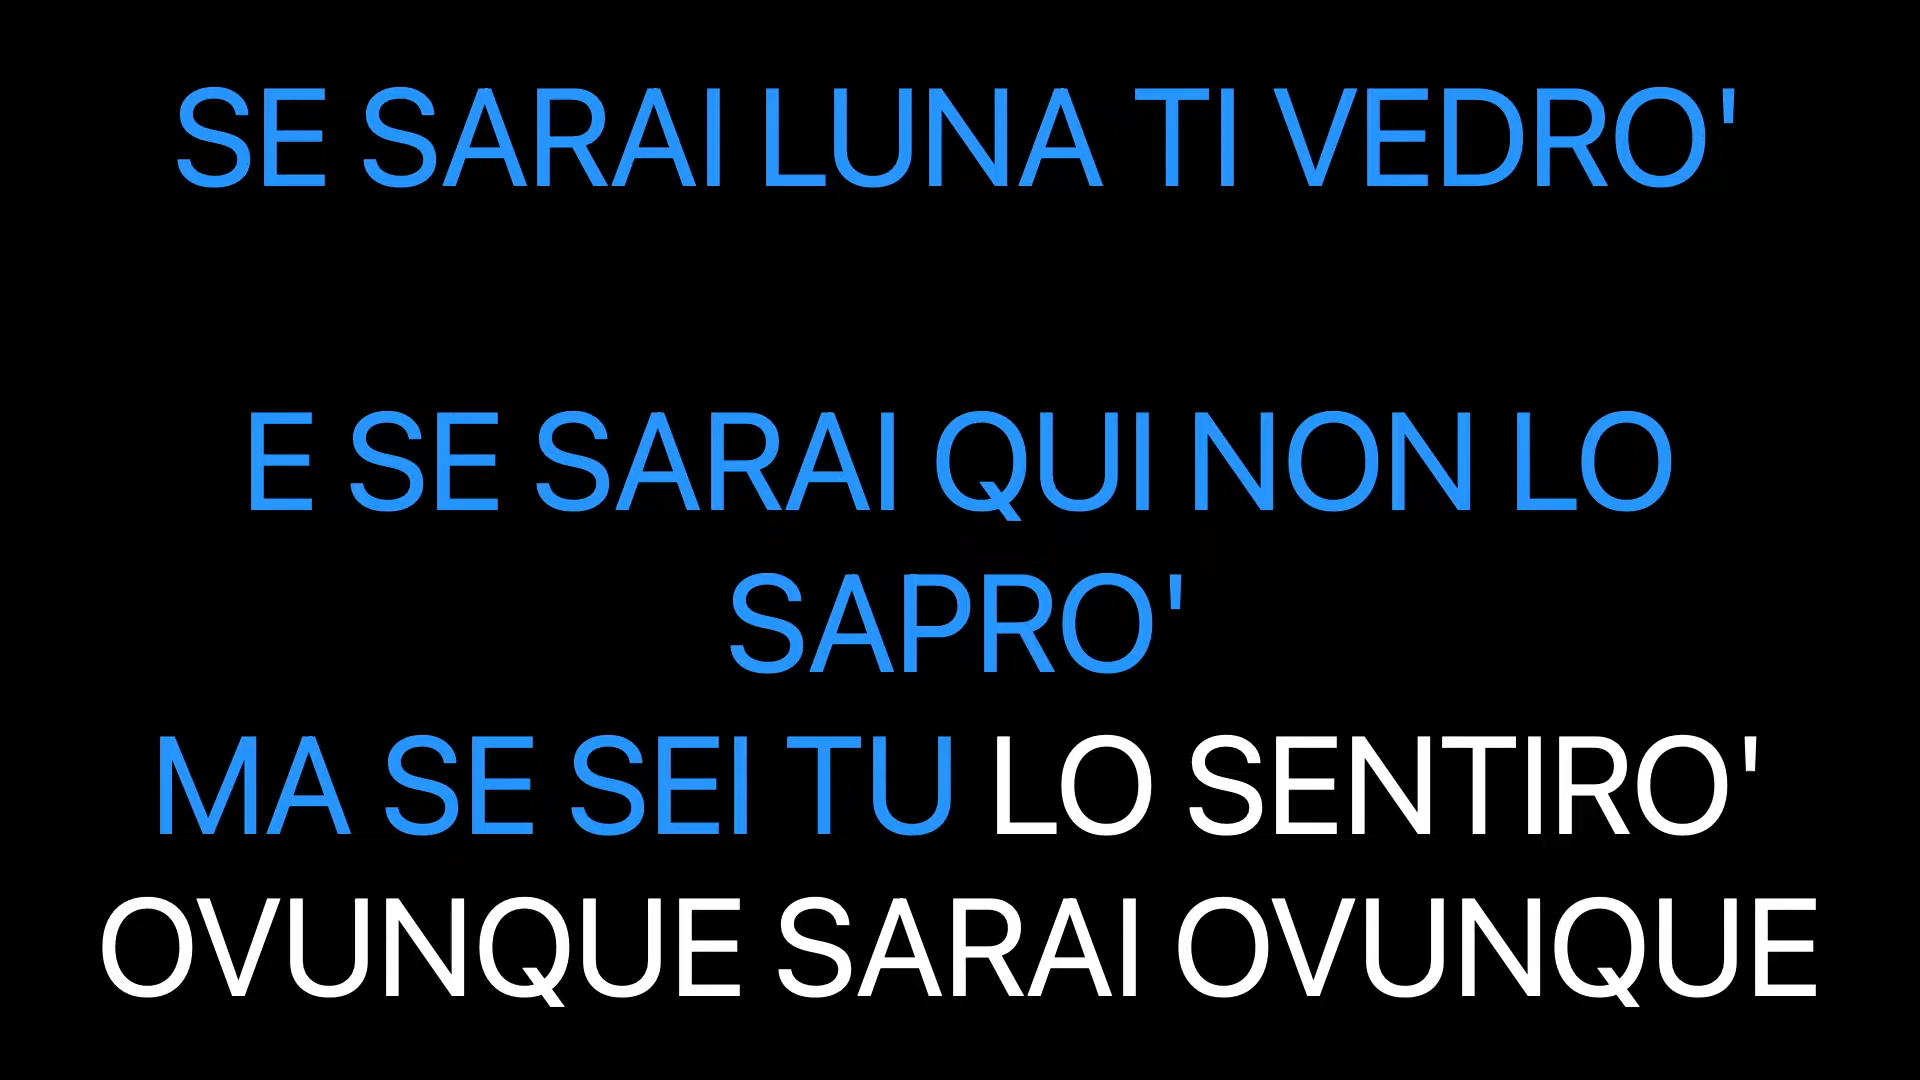 SE SARAI LUNA TI VEDRO'
E SE SARAI QUI NON LO
SAPRO'
MA SE SEI TU LO SENTIRO'
OVUNQUE SARAI OVUNQUE